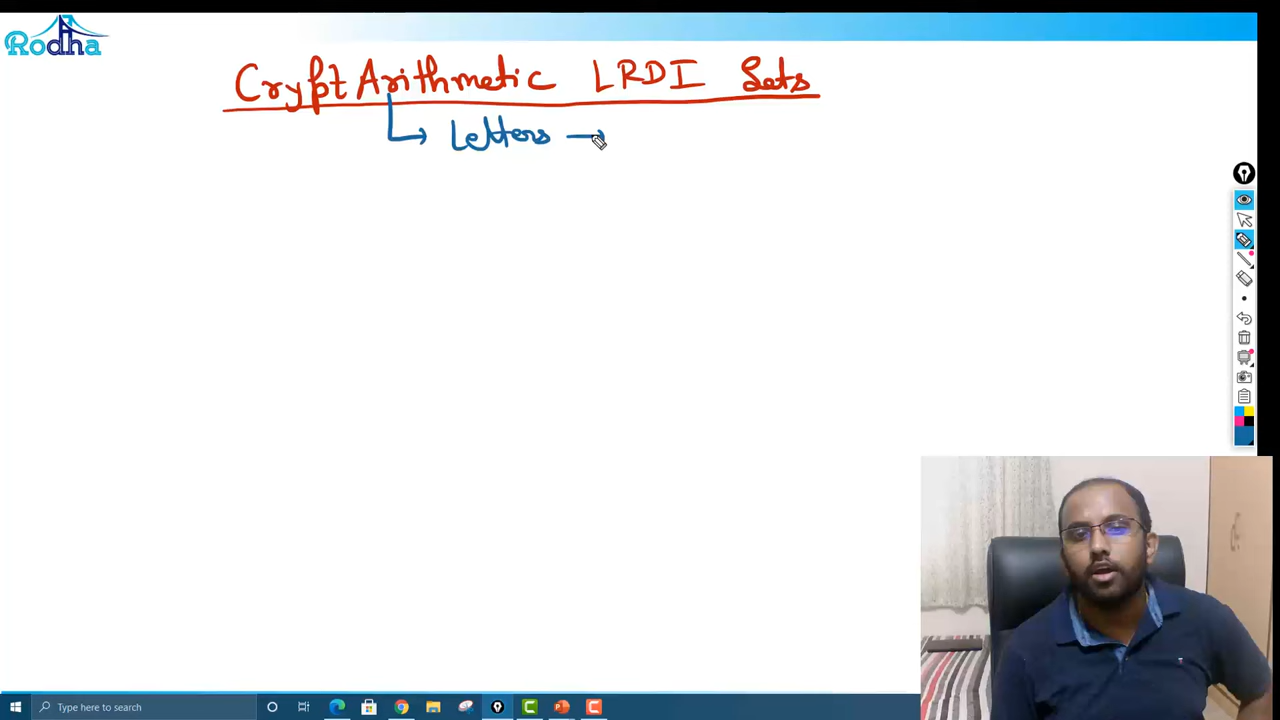 Rodha
CryptArithmetic LRDI Sets
Letters →
Type here to search